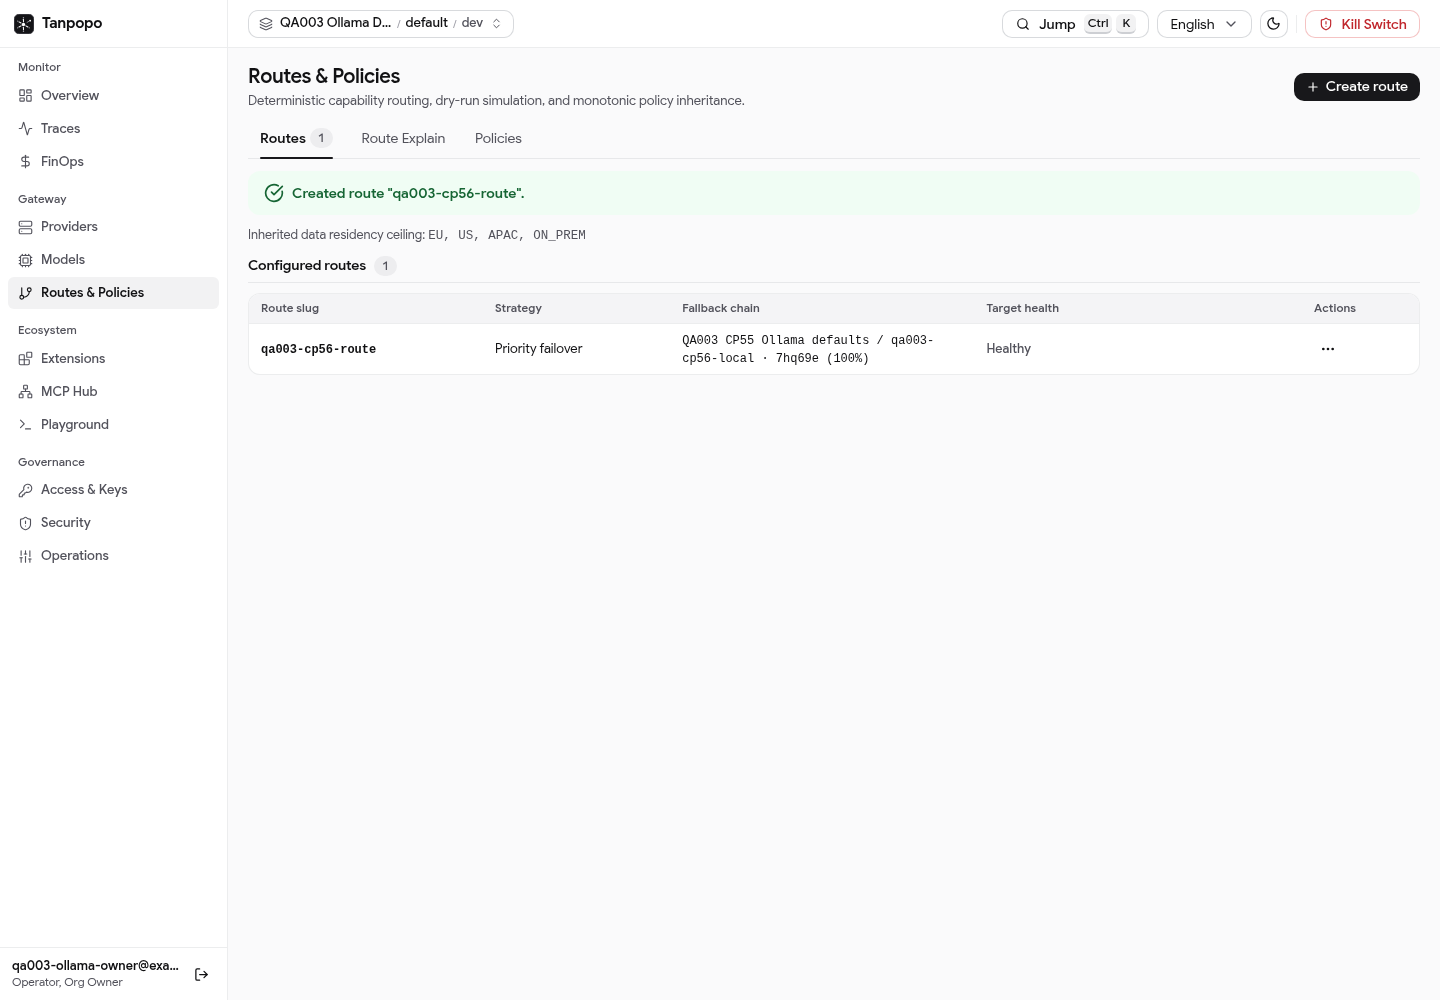 Tanpopo
QA003 Ollama D... / default / dev
Jump Ctrl K
English
Kill Switch
Monitor
Overview
Traces
FinOps
Gateway
Providers
Models
Routes & Policies
Ecosystem
Extensions
MCP Hub
Playground
Governance
Access & Keys
Security
Operations
qa003-ollama-owner@exa...
Operator, Org Owner
Routes & Policies
Deterministic capability routing, dry-run simulation, and monotonic policy inheritance.
Create route
Routes 1 Route Explain Policies
Created route "qa003-cp56-route".
Inherited data residency ceiling: EU, US, APAC, ON_PREM
Configured routes 1
Route slug Strategy Fallback chain Target health Actions
qa003-cp56-route Priority failover QA003 CP55 Ollama defaults / qa003-
cp56-local · 7hq69e (100%) Healthy